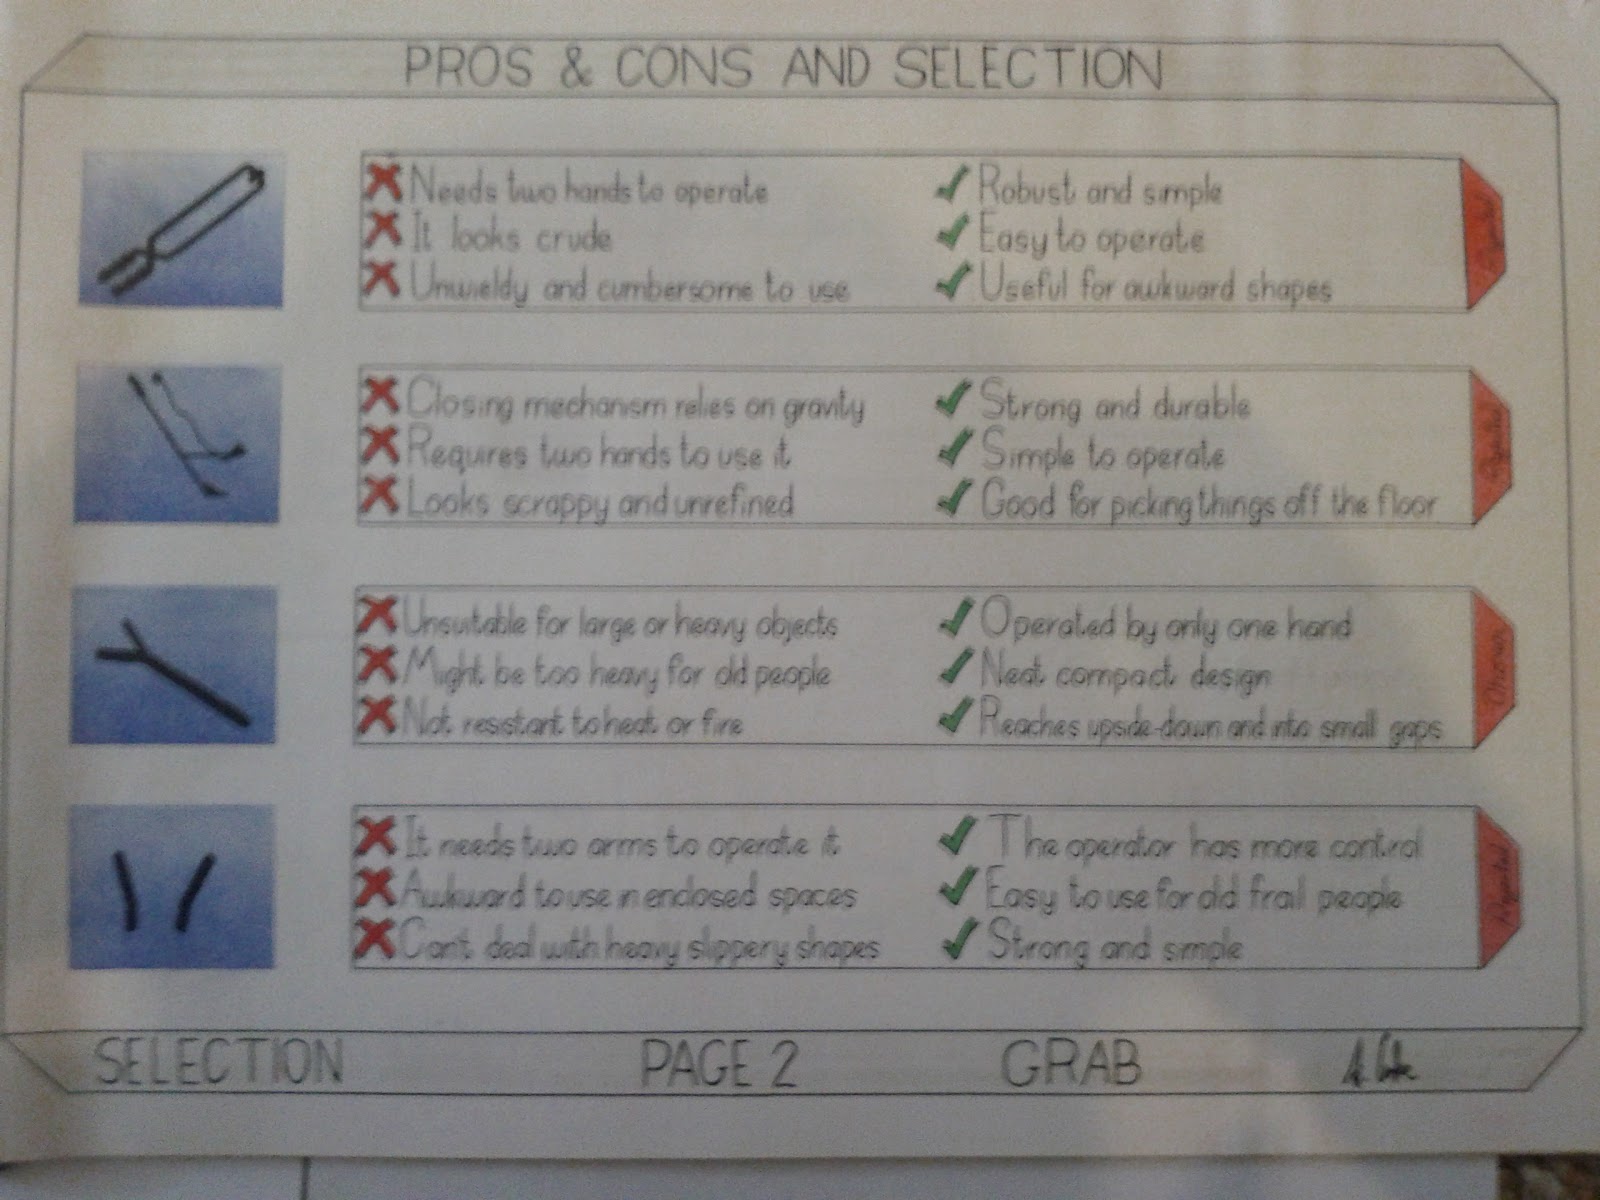 PROS & CONS AND SELECTION
Needs two hands to operate
It looks crude
Unwieldy and cumbersome to use
Robust and simple
Easy to operate
Useful for awkward shapes
Rejected
Closing mechanism relies on gravity
Requires two hands to use it
Looks scrappy and unrefined
Strong and durable
Simple to operate
Good for picking things off the floor
Rejected
Unsuitable for large or heavy objects
Might be too heavy for old people
Not resistant to heat or fire
Operated by only one hand
Neat compact design
Reaches upside-down and into small gaps
Chosen
It needs two arms to operate it
Awkward to use in enclosed spaces
Can't deal with heavy slippery shapes
The operator has more control
Easy to use for old frail people
Strong and simple
Rejected
SELECTION PAGE 2 GRAB